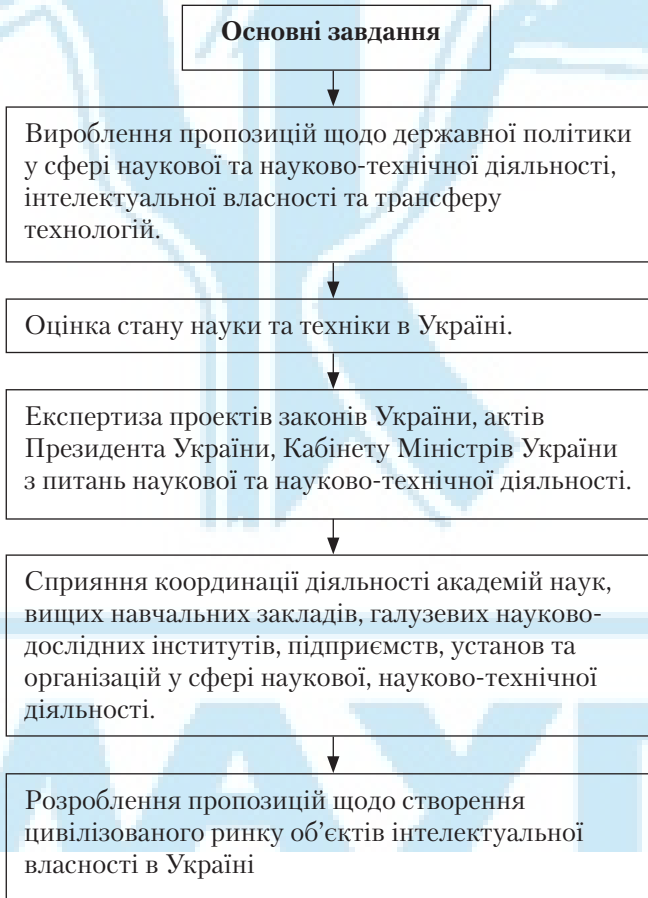 Основні завдання
Вироблення пропозицій щодо державної політики
у сфері наукової та науково-технічної діяльності,
інтелектуальної власності та трансферу
технологій.
Оцінка стану науки та техніки в Україні.
Експертиза проектів законів України, актів
Президента України, Кабінету Міністрів України
з питань наукової та науково-технічної діяльності.
Сприяння координації діяльності академій наук,
вищих навчальних закладів, галузевих науково-
дослідних інститутів, підприємств, установ та
організацій у сфері наукової, науково-технічної
діяльності.
Розроблення пропозицій щодо створення
цивілізованого ринку об’єктів інтелектуальної
власності в Україні